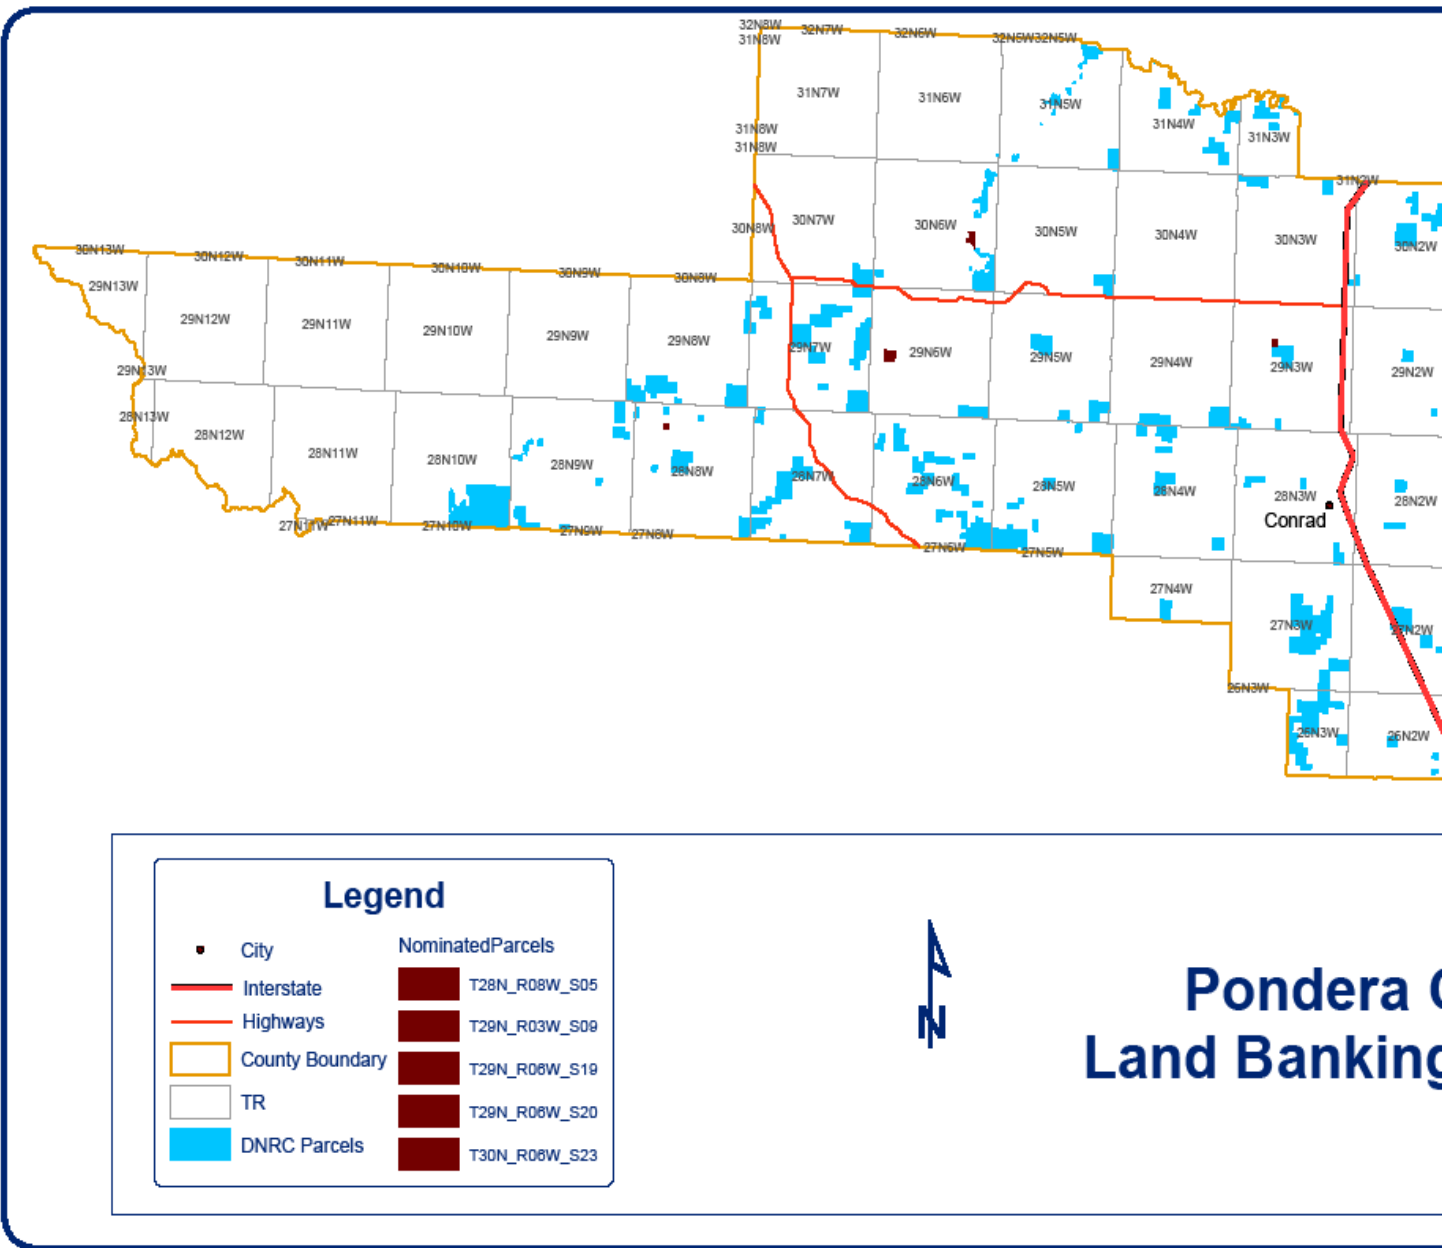 32N8W
32N7W
32N6W
32N5W32N5W
31N8W
31N7W
31N6W
31N5W
31N4W
31N3W
31N8W
31N8W
31N2W
30N8W
30N7W
30N6W
30N5W
30N4W
30N3W
30N2W
30N13W
30N12W
30N11W
30N10W
30N9W
30N8W
29N13W
29N12W
29N11W
29N10W
29N9W
29N8W
29N7W
29N6W
29N5W
29N4W
29N3W
29N2W
29N13W
28N13W
28N12W
28N11W
28N10W
28N9W
28N8W
28N7W
28N6W
28N5W
28N4W
28N3W
28N2W
Conrad
27N11W
27N11W
27N10W
27N9W
27N8W
27N6W
27N5W
27N4W
27N3W
27N2W
26N3W
26N3W
26N2W
Legend
City
Interstate
Highways
County Boundary
TR
DNRC Parcels
NominatedParcels
T28N_R08W_S05
T29N_R03W_S09
T29N_R06W_S19
T29N_R06W_S20
T30N_R06W_S23
N
Pondera C
Land Banking